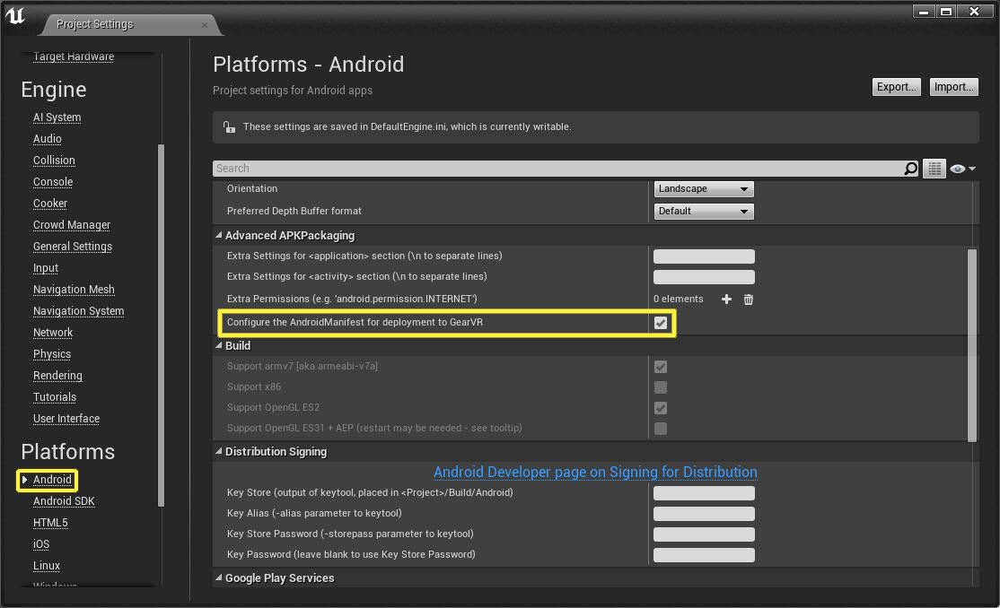 Project Settings
Target Hardware
Engine
AI System
Audio
Collision
Console
Cooker
Crowd Manager
General Settings
Input
Navigation Mesh
Navigation System
Network
Physics
Rendering
Tutorials
User Interface
Platforms
Android
Android SDK
HTML5
iOS
Linux
Windows
Platforms - Android
Project settings for Android apps
Export... Import...
These settings are saved in DefaultEngine.ini, which is currently writable.
Search
Orientation Landscape
Preferred Depth Buffer format Default
Advanced APKPackaging
Extra Settings for <application> section (\n to separate lines)
Extra Settings for <activity> section (\n to separate lines)
Extra Permissions (e.g. 'android.permission.INTERNET') 0 elements
Configure the AndroidManifest for deployment to GearVR
Build
Support armv7 [aka armeabi-v7a]
Support x86
Support OpenGL ES2
Support OpenGL ES31 + AEP (restart may be needed - see tooltip)
Distribution Signing
Android Developer page on Signing for Distribution
Key Store (output of keytool, placed in <Project>/Build/Android)
Key Alias (-alias parameter to keytool)
Key Store Password (-storepass parameter to keytool)
Key Password (leave blank to use Key Store Password)
Google Play Services